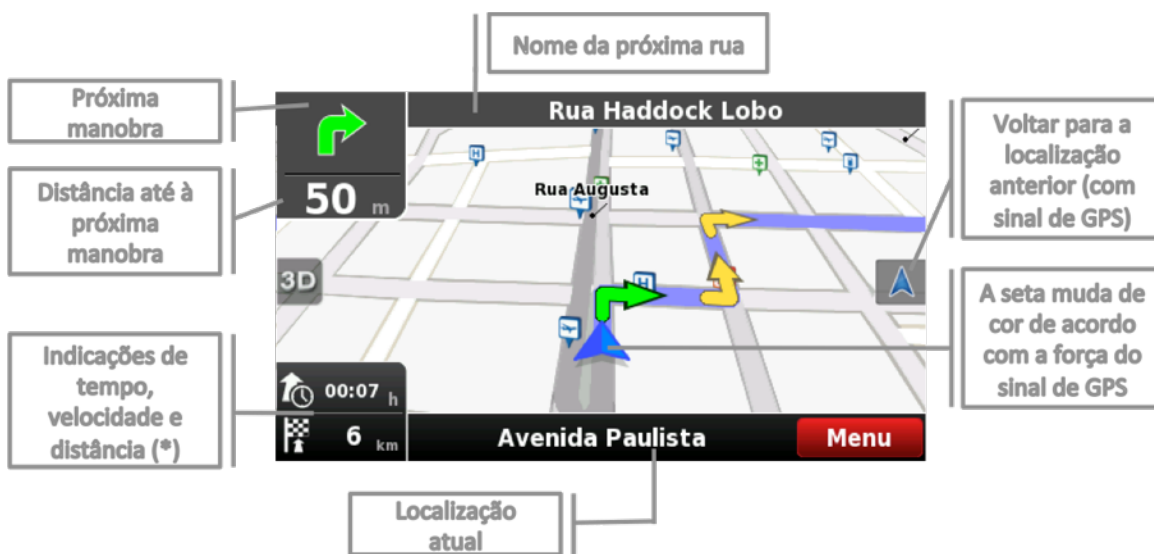 Nome da próxima rua
Próxima
manobra
Rua Haddock Lobo
Voltar para a
localização
anterior (com
sinal de GPS)
Distância até à
próxima
manobra
50 m
Rua Augusta
H
H
3D
A seta muda de
cor de acordo
com a força do
sinal de GPS
Indicações de
tempo,
velocidade e
distância (*)
00:07 h
6 km
Avenida Paulista
Menu
Localização
atual